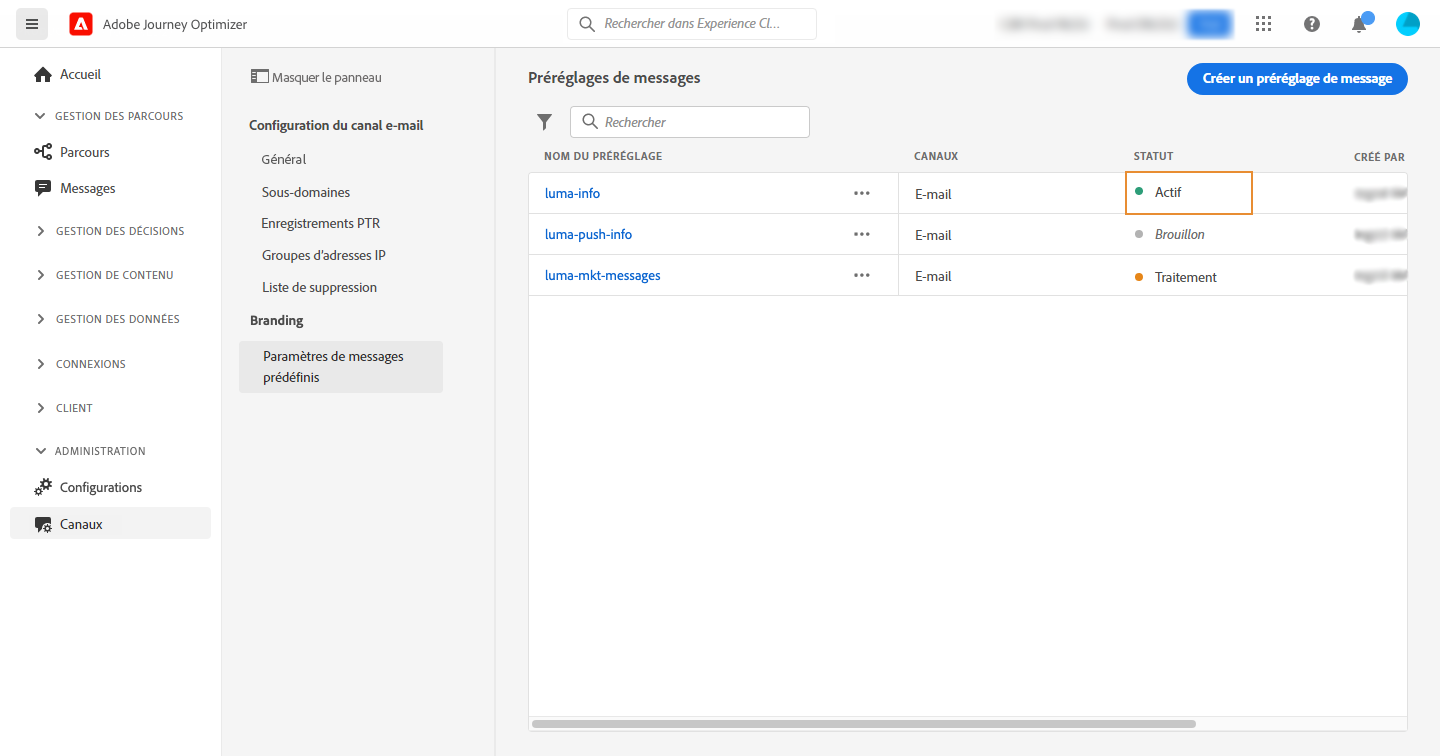 Adobe Journey Optimizer
Rechercher dans Experience Cl...
Accueil
GESTION DES PARCOURS
Parcours
Messages
GESTION DES DÉCISIONS
GESTION DE CONTENU
GESTION DES DONNÉES
CONNEXIONS
CLIENT
ADMINISTRATION
Configurations
Canaux
Masquer le panneau
Configuration du canal e-mail
Général
Sous-domaines
Enregistrements PTR
Groupes d'adresses IP
Liste de suppression
Branding
Paramètres de messages
prédéfinis
Préréglages de messages
Créer un préréglage de message
Rechercher
NOM DU PRÉRÉGLAGE CANAUX STATUT CRÉÉ PAR
luma-info ••• E-mail Actif
luma-push-info ••• E-mail Brouillon
luma-mkt-messages ••• E-mail Traitement